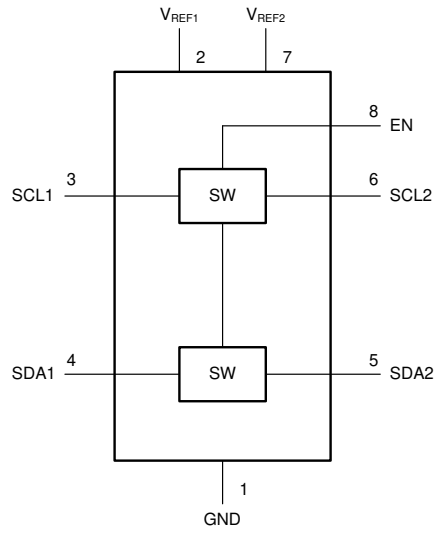 VREF1 VREF2
2 7
8
EN
3 6
SCL1 SW SCL2
4 5
SDA1 SW SDA2
1
GND